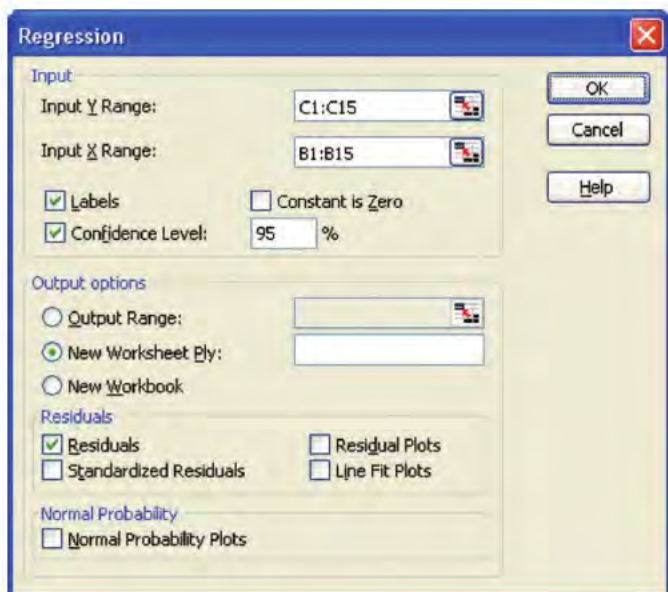 Regression
Input
Input Y Range: C1:C15
Input X Range: B1:B15
Labels Constant is Zero
Confidence Level: 95 %
OK
Cancel
Help
Output options
Output Range:
New Worksheet Ply:
New Workbook
Residuals
Residuals Residual Plots
Standardized Residuals Line Fit Plots
Normal Probability
Normal Probability Plots